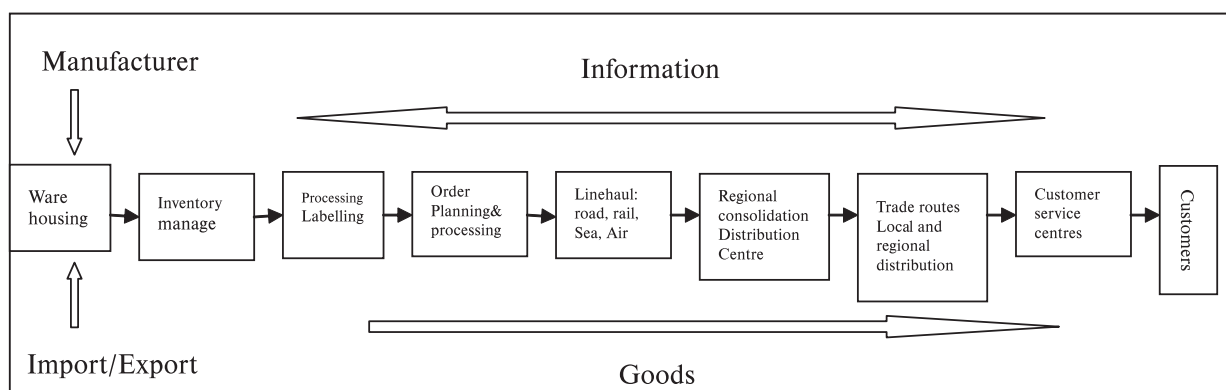 Manufacturer
Information
Ware
housing
Inventory
manage
Processing
Labelling
Order
Planning&
processing
Linehaul:
road, rail,
Sea, Air
Regional
consolidation
Distribution
Centre
Trade routes
Local and
regional
distribution
Customer
service
centres
Customers
Import/Export
Goods